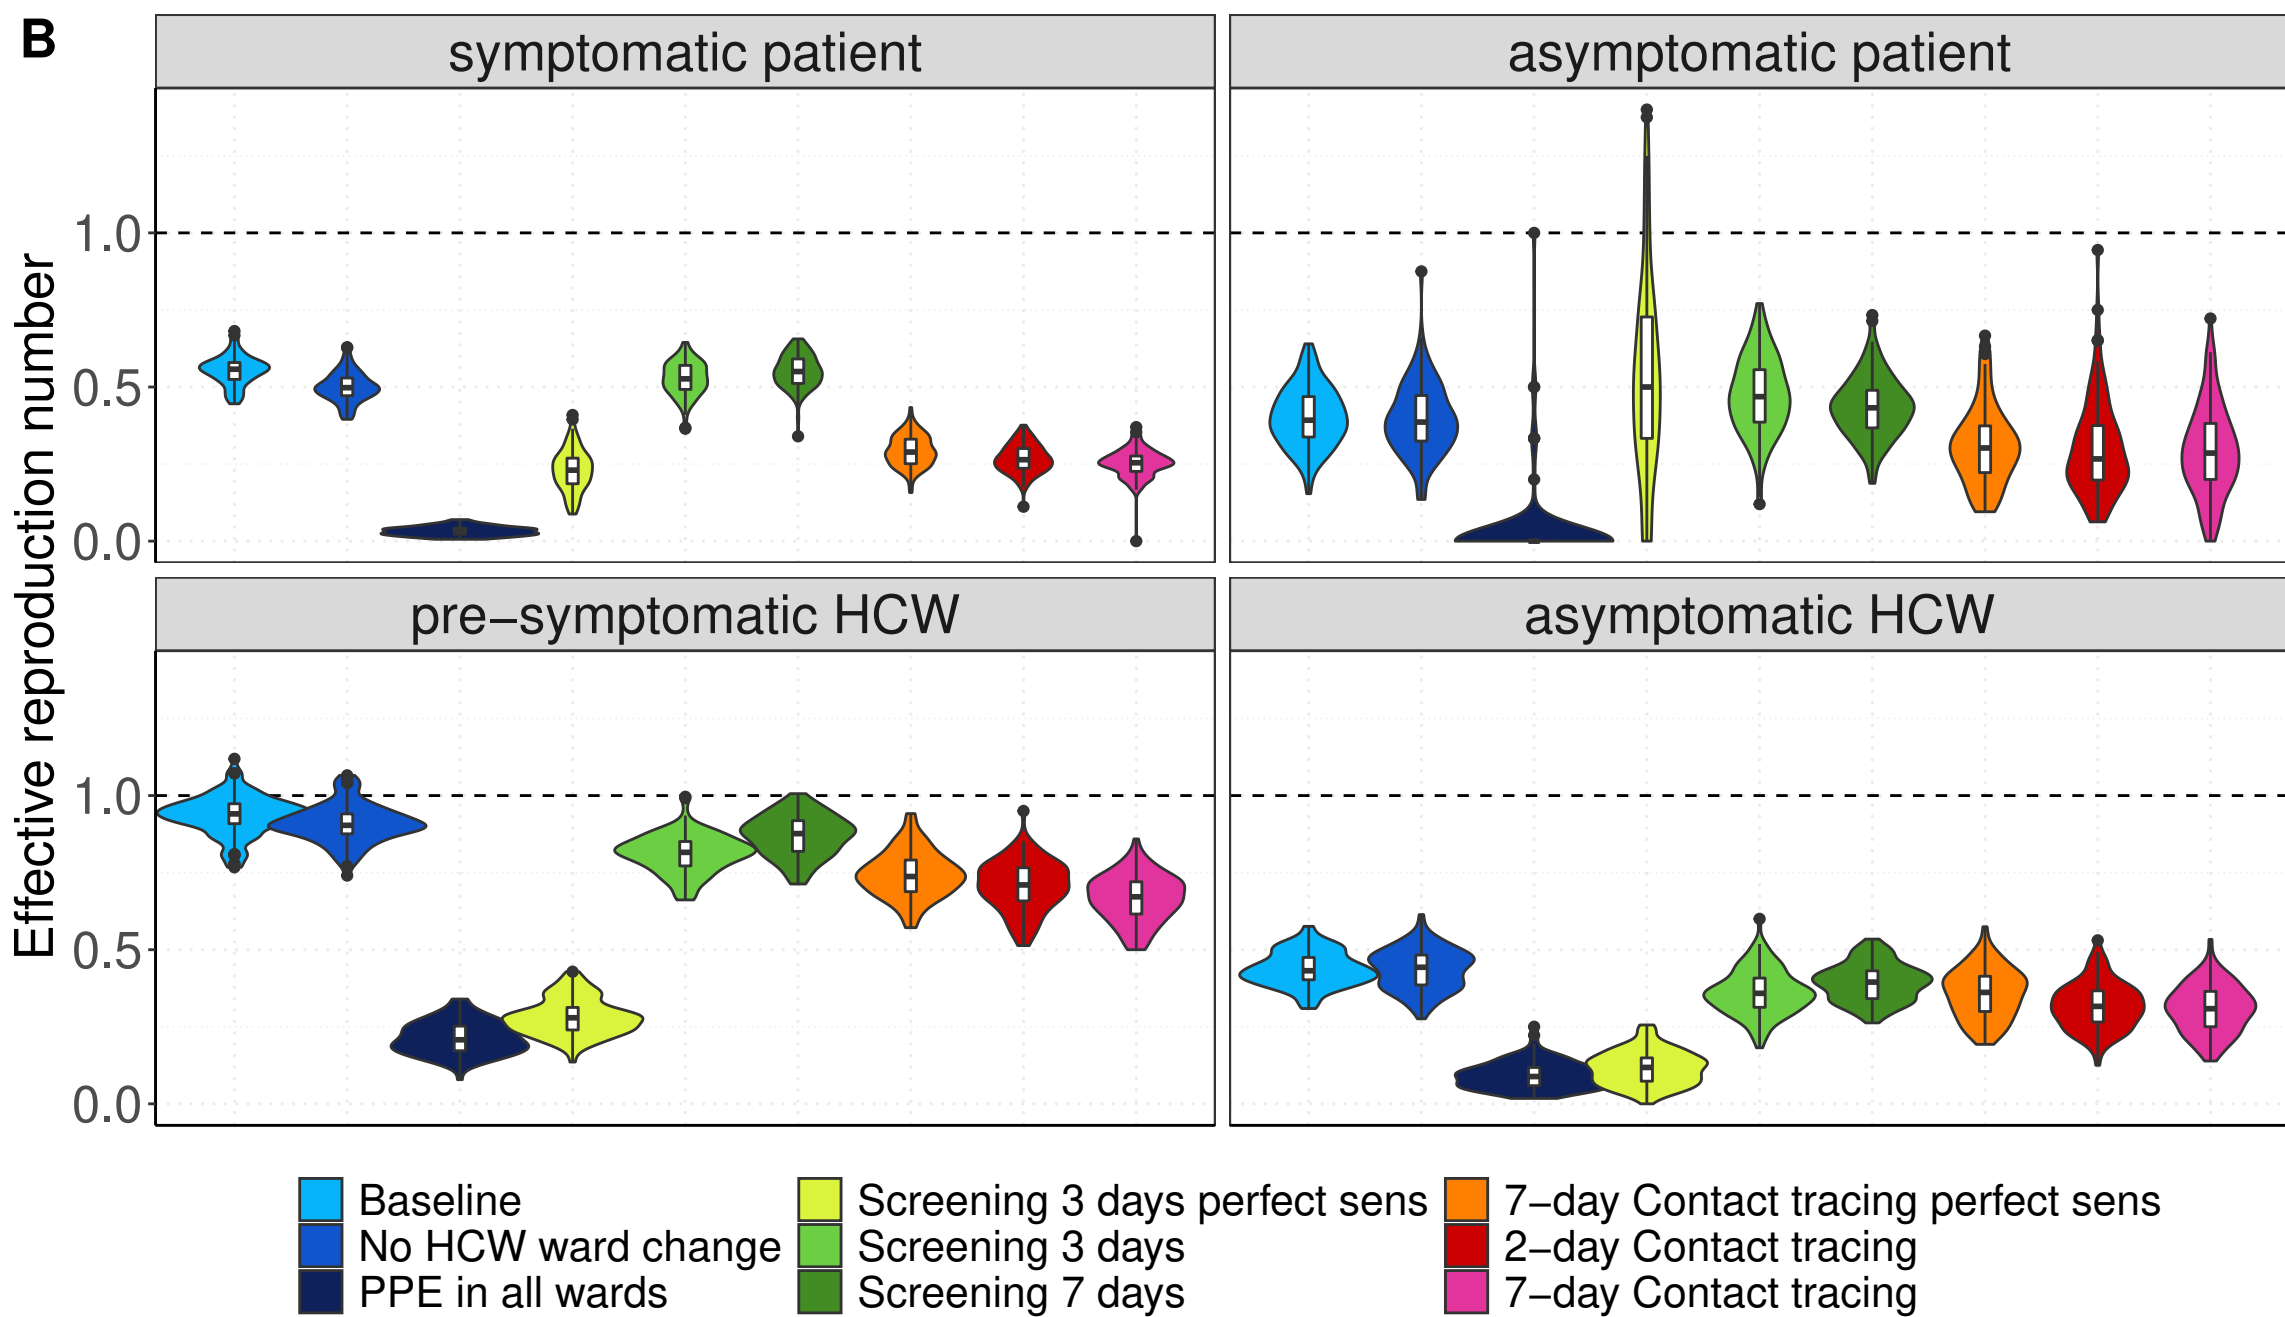 B
symptomatic patient
asymptomatic patient
Effective reproduction number
1.0
0.5
0.0
pre−symptomatic HCW
asymptomatic HCW
1.0
0.5
0.0
Baseline
No HCW ward change
PPE in all wards
Screening 3 days perfect sens
Screening 3 days
Screening 7 days
7−day Contact tracing perfect sens
2−day Contact tracing
7−day Contact tracing